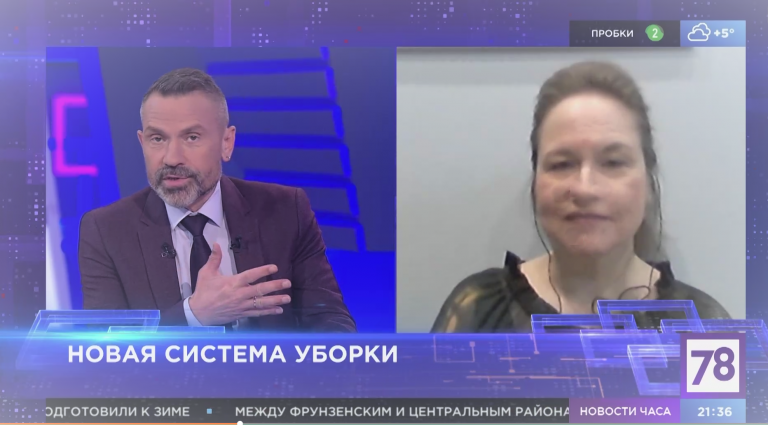 ПРОБКИ 2 +5°
НОВАЯ СИСТЕМА УБОРКИ
78
ОДГОТОВИЛИ К ЗИМЕ ▪ МЕЖДУ ФРУНЗЕНСКИМ И ЦЕНТРАЛЬНЫМ РАЙОНА НОВОСТИ ЧАСА 21:36